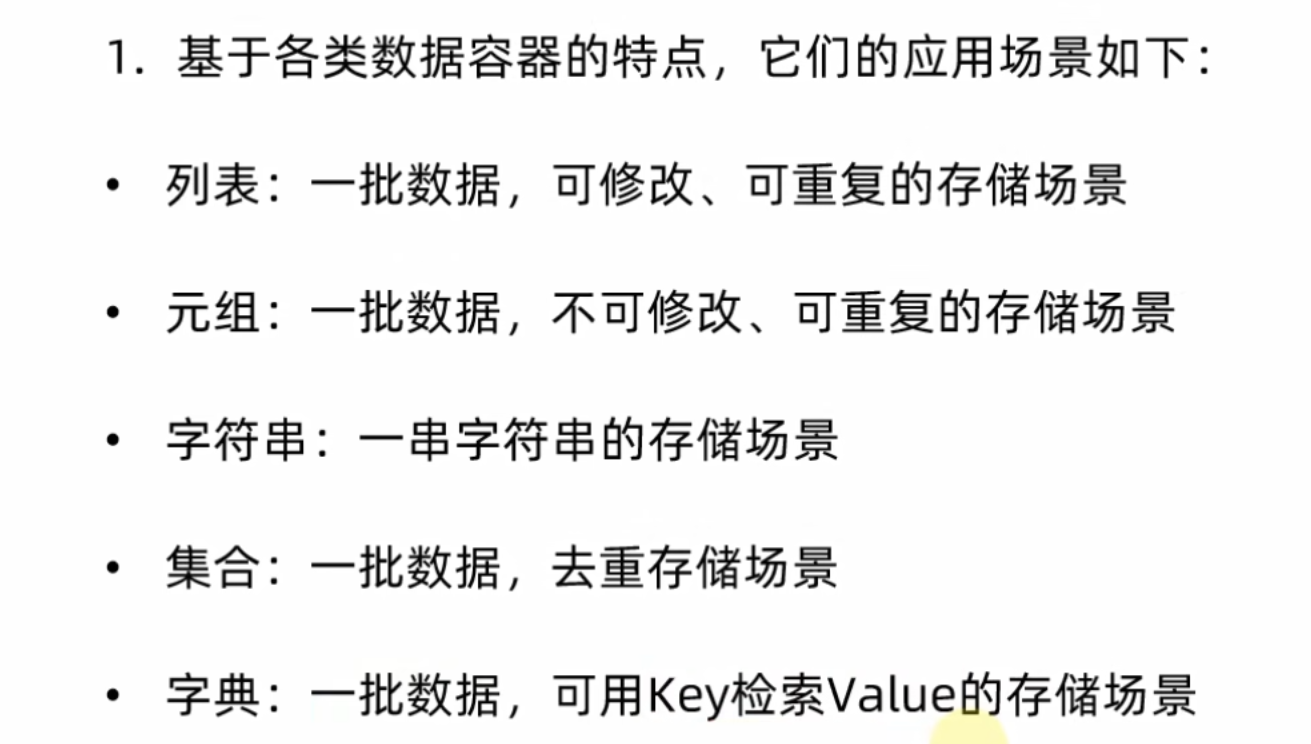 1. 基于各类数据容器的特点，它们的应用场景如下：
• 列表：一批数据，可修改、可重复的存储场景
• 元组：一批数据，不可修改、可重复的存储场景
• 字符串：一串字符串的存储场景
• 集合：一批数据，去重存储场景
• 字典：一批数据，可用Key检索Value的存储场景